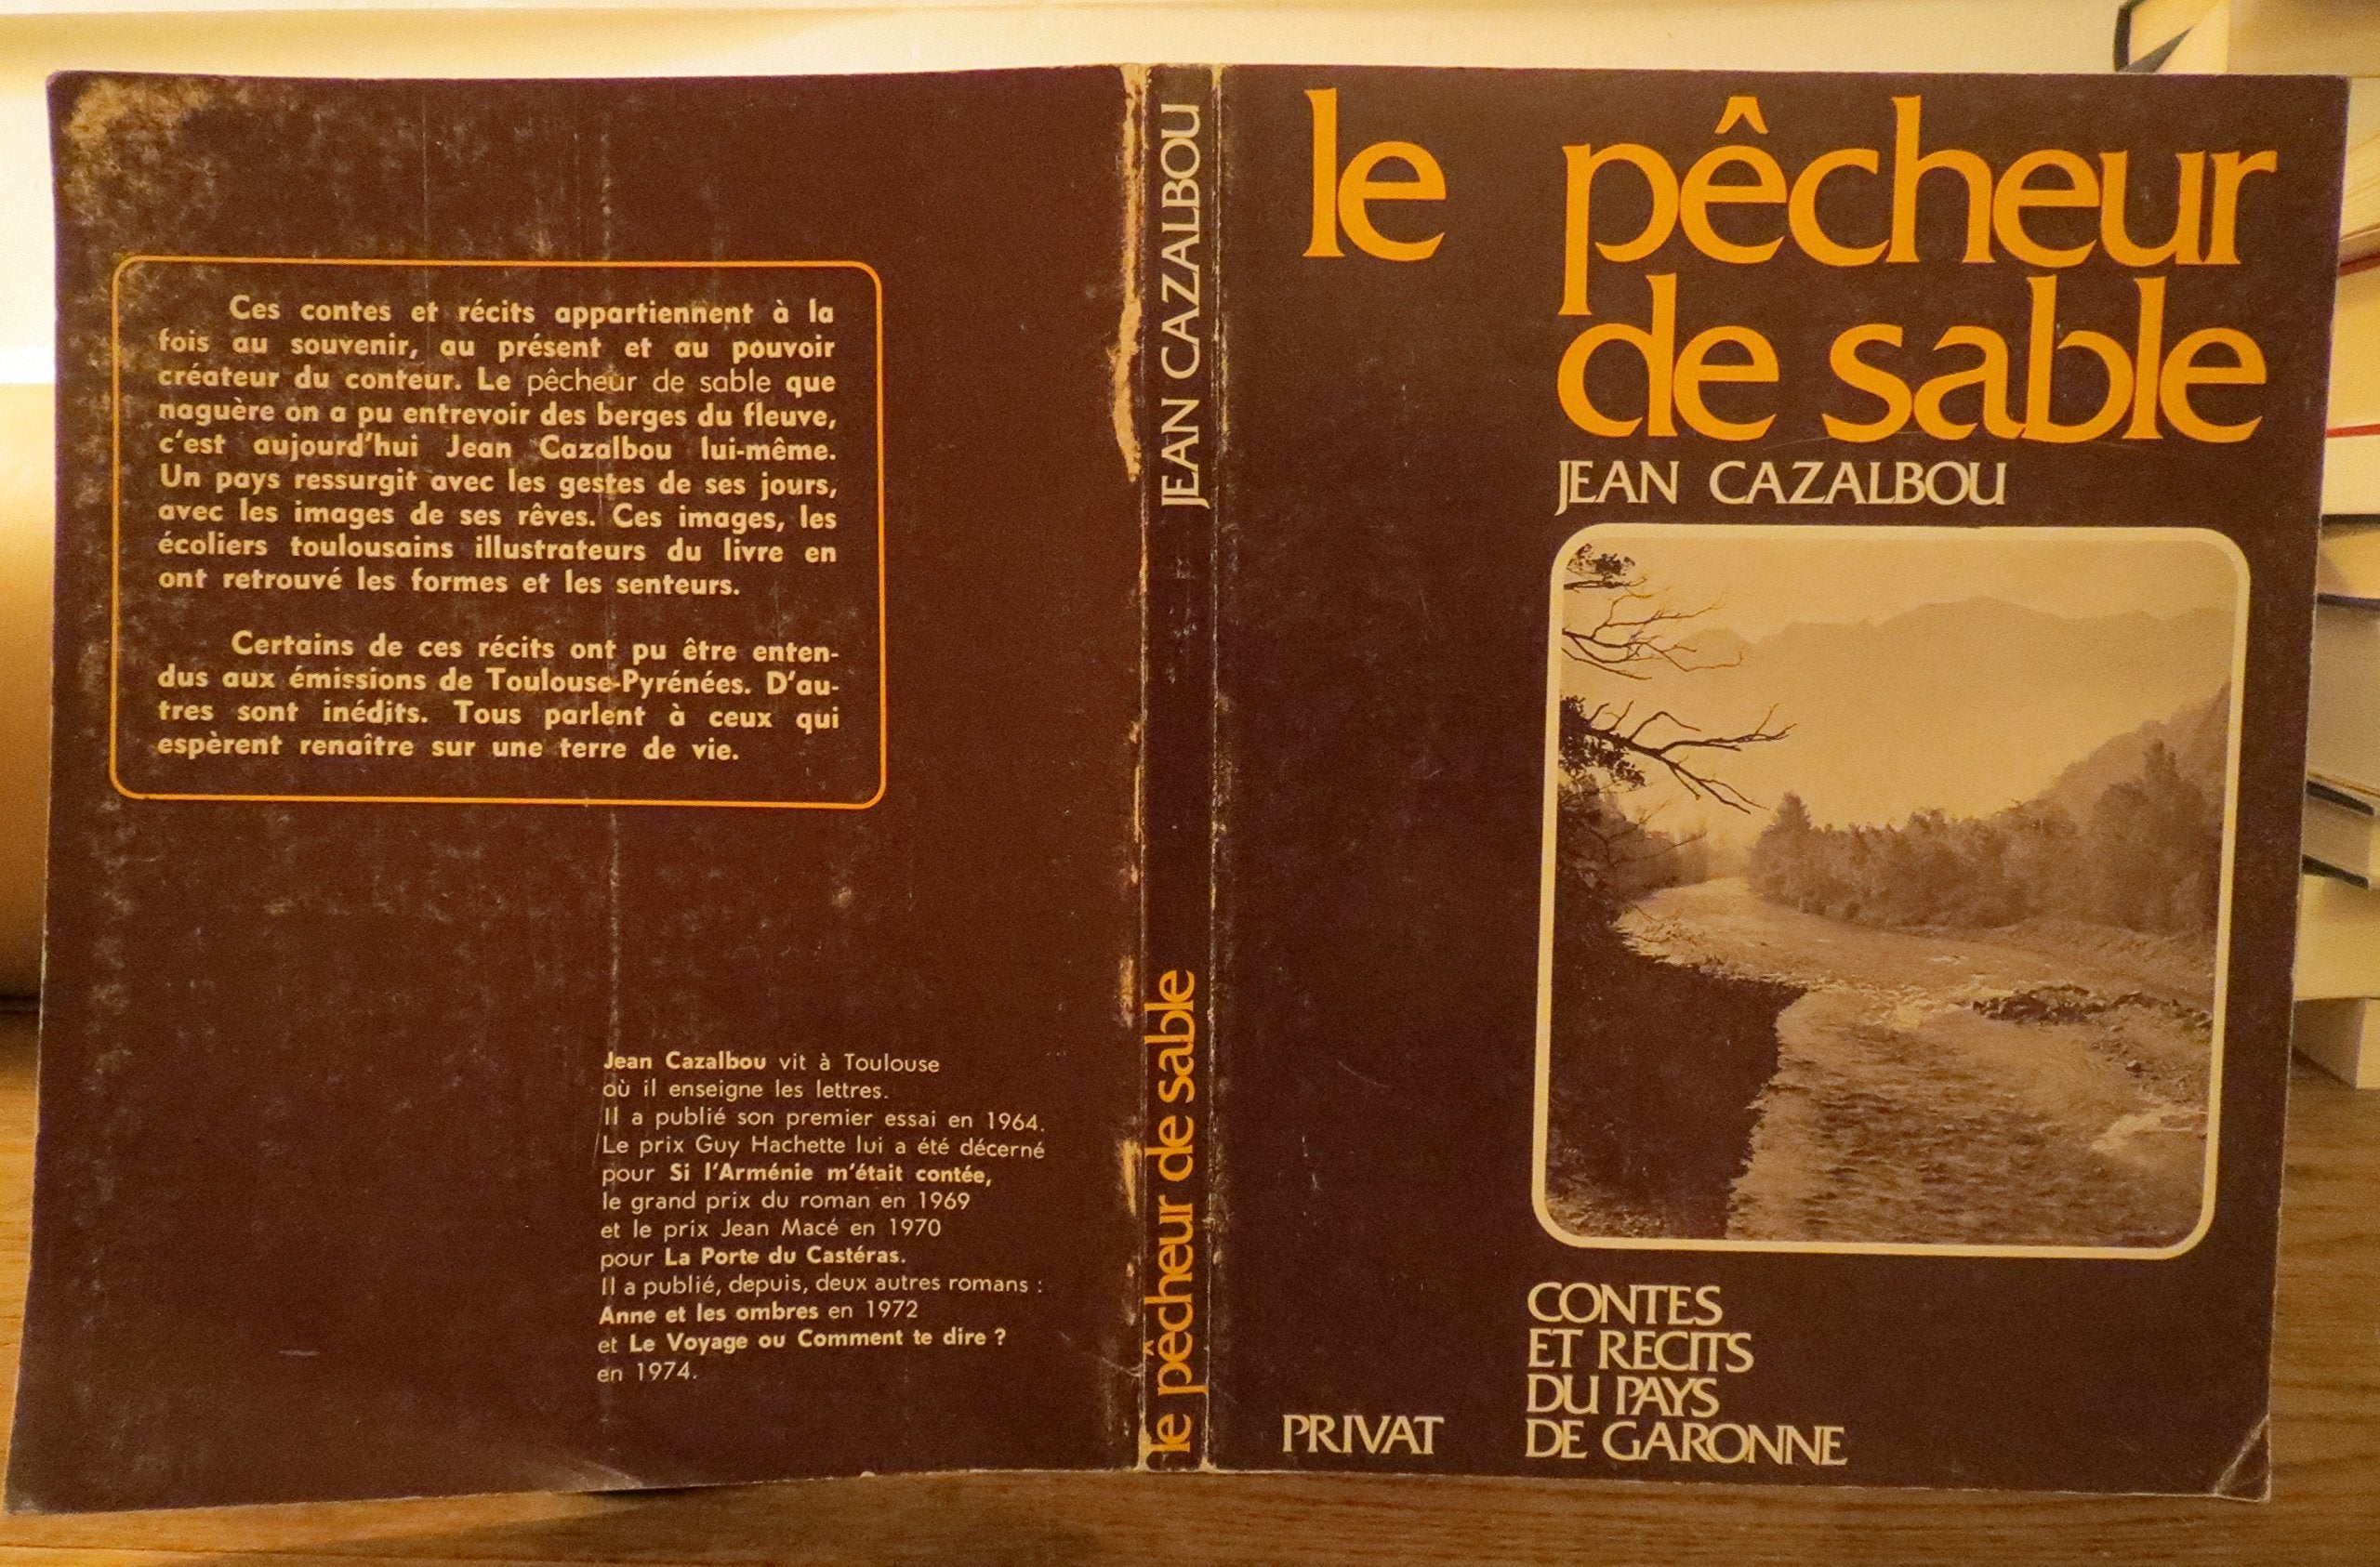 Ces contes et récits appartiennent à la
fois au souvenir, au présent et au pouvoir
créateur du conteur. Le pêcheur de sable que
naguère on a pu entrevoir des berges du fleuve,
c'est aujourd'hui Jean Cazalbou lui-même.
Un pays ressurgit avec les gestes de ses jours,
avec les images de ses rêves. Ces images, les
écoliers toulousains illustrateurs du livre en
ont retrouvé les formes et les senteurs.
Certains de ces récits ont pu être enten-
dus aux émissions de Toulouse-Pyrénées. D'au-
tres sont inédits. Tous parlent à ceux qui
espèrent renaître sur une terre de vie.
Jean Cazalbou vit à Toulouse
où il enseigne les lettres.
Il a publié son premier essai en 1964.
Le prix Guy Hachette lui a été décerné
pour Si l'Arménie m'était contée,
le grand prix du roman en 1969
et le prix Jean Macé en 1970
pour La Porte du Castéras.
Il a publié, depuis, deux autres romans :
Anne et les ombres en 1972
et Le Voyage ou Comment te dire ?
en 1974.
JEAN CAZALBOU
le pêcheur de sable
le pêcheur
de sable
JEAN CAZALBOU
CONTES
ET RECITS
DU PAYS
DE GARONNE
PRIVAT